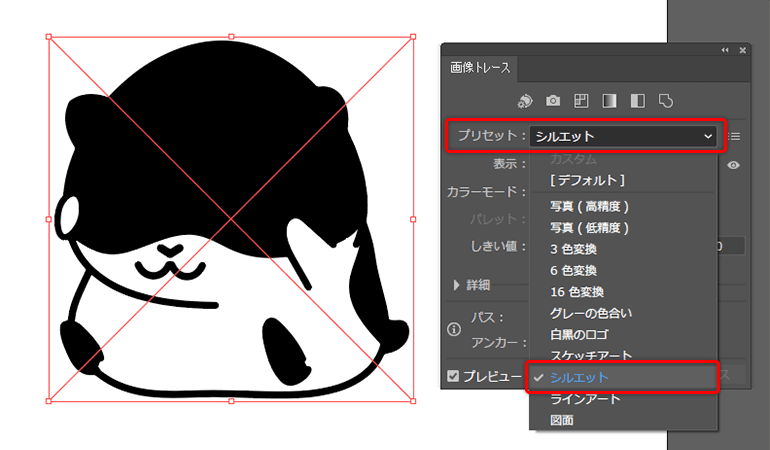 画像トレース
プリセット : シルエット
表示 : カスタム
[ デフォルト ]
カラーモード :
写真 ( 高精度 )
パレット :
写真 ( 低精度 )
しきい値 : 3 色変換
0
6 色変換
詳細
16 色変換
パス : グレーの色合い
アンカー : 白黒のロゴ
スケッチアート
プレビュー
シルエット
ス
ラインアート
図面